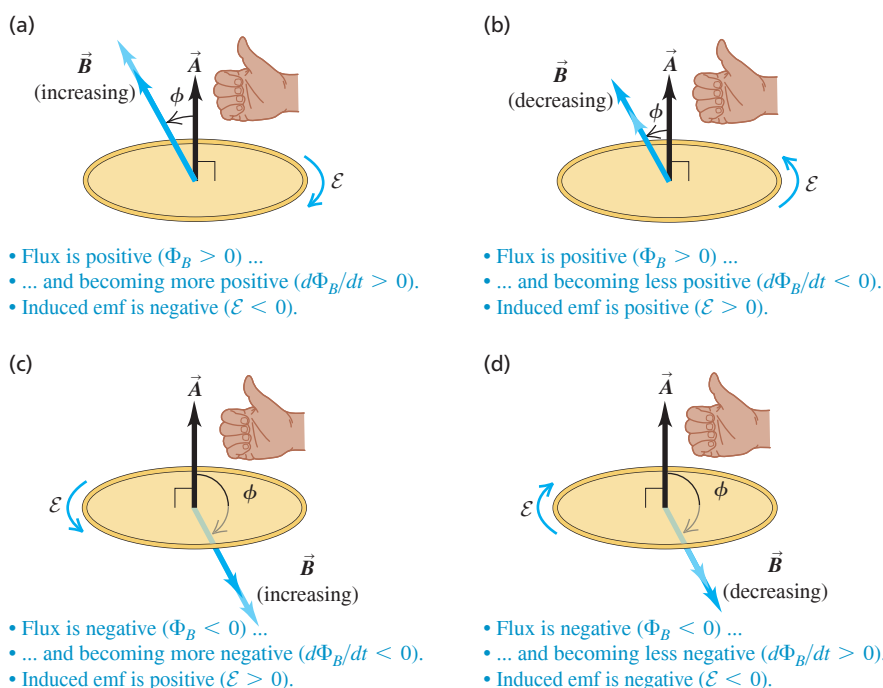 (a)
B⃗
(increasing)
ϕ
A⃗
ℰ
• Flux is positive (Φ_B > 0) ...
• ... and becoming more positive (dΦ_B/dt > 0).
• Induced emf is negative (ℰ < 0).
(b)
B⃗
(decreasing)
ϕ
A⃗
ℰ
• Flux is positive (Φ_B > 0) ...
• ... and becoming less positive (dΦ_B/dt < 0).
• Induced emf is positive (ℰ > 0).
(c)
A⃗
ϕ
ℰ
B⃗
(increasing)
• Flux is negative (Φ_B < 0) ...
• ... and becoming more negative (dΦ_B/dt < 0).
• Induced emf is positive (ℰ > 0).
(d)
A⃗
ϕ
ℰ
B⃗
(decreasing)
• Flux is negative (Φ_B < 0) ...
• ... and becoming less negative (dΦ_B/dt > 0).
• Induced emf is negative (ℰ < 0).